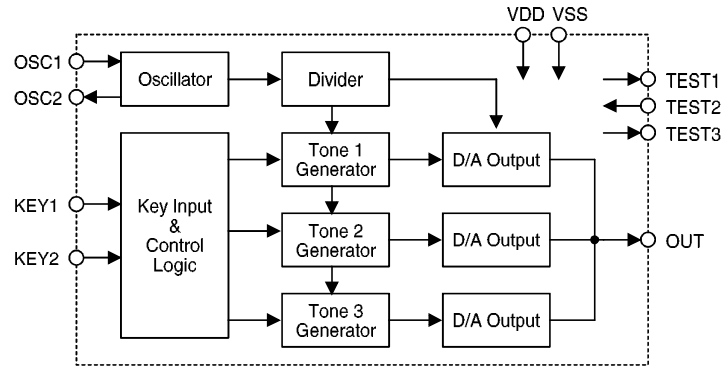 VDD VSS
OSC1
OSC2
Oscillator
Divider
TEST1
TEST2
TEST3
Tone 1
Generator
D/A Output
KEY1
KEY2
Key Input
&
Control
Logic
Tone 2
Generator
D/A Output
OUT
Tone 3
Generator
D/A Output